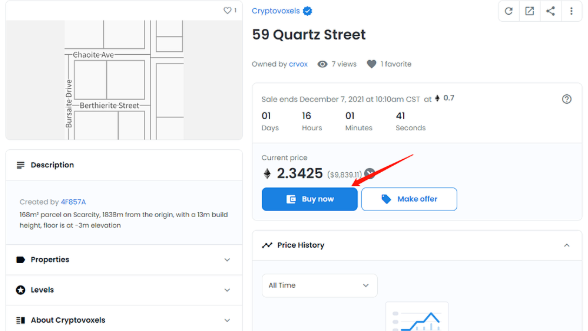 1
Chaoite Ave
Bursaite Drive
Berthierite Street
Description
Created by 4F857A
168m² parcel on Scarcity, 1838m from the origin, with a 13m build
height, floor is at -3m elevation
Properties
Levels
About Cryptovoxels
Cryptovoxels
59 Quartz Street
Owned by crvox 7 views 1 favorite
Sale ends December 7, 2021 at 10:10am CST at 0.7
01 16 01 41
Days Hours Minutes Seconds
Current price
2.3425 ($9,839.11)
Buy now Make offer
Price History
All Time